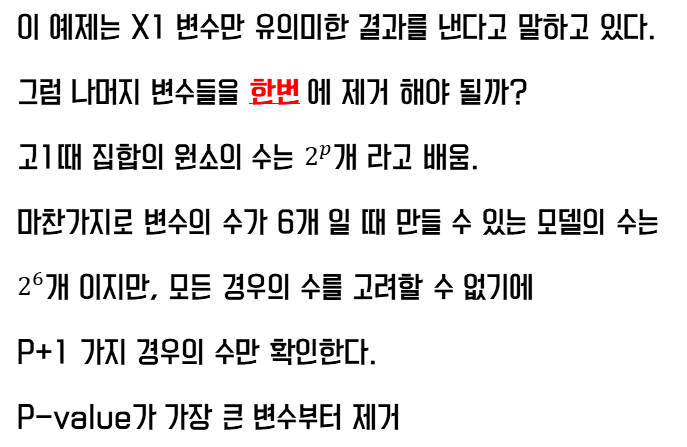 이 예제는 X1 변수만 유의미한 결과를 낸다고 말하고 있다.
그럼 나머지 변수들을 한번 에 제거 해야 될까?
고1때 집합의 원소의 수는 2^p개 라고 배움.
마찬가지로 변수의 수가 6개 일 때 만들 수 있는 모델의 수는
2^6개 이지만, 모든 경우의 수를 고려할 수 없기에
P+1 가지 경우의 수만 확인한다.
P-value가 가장 큰 변수부터 제거